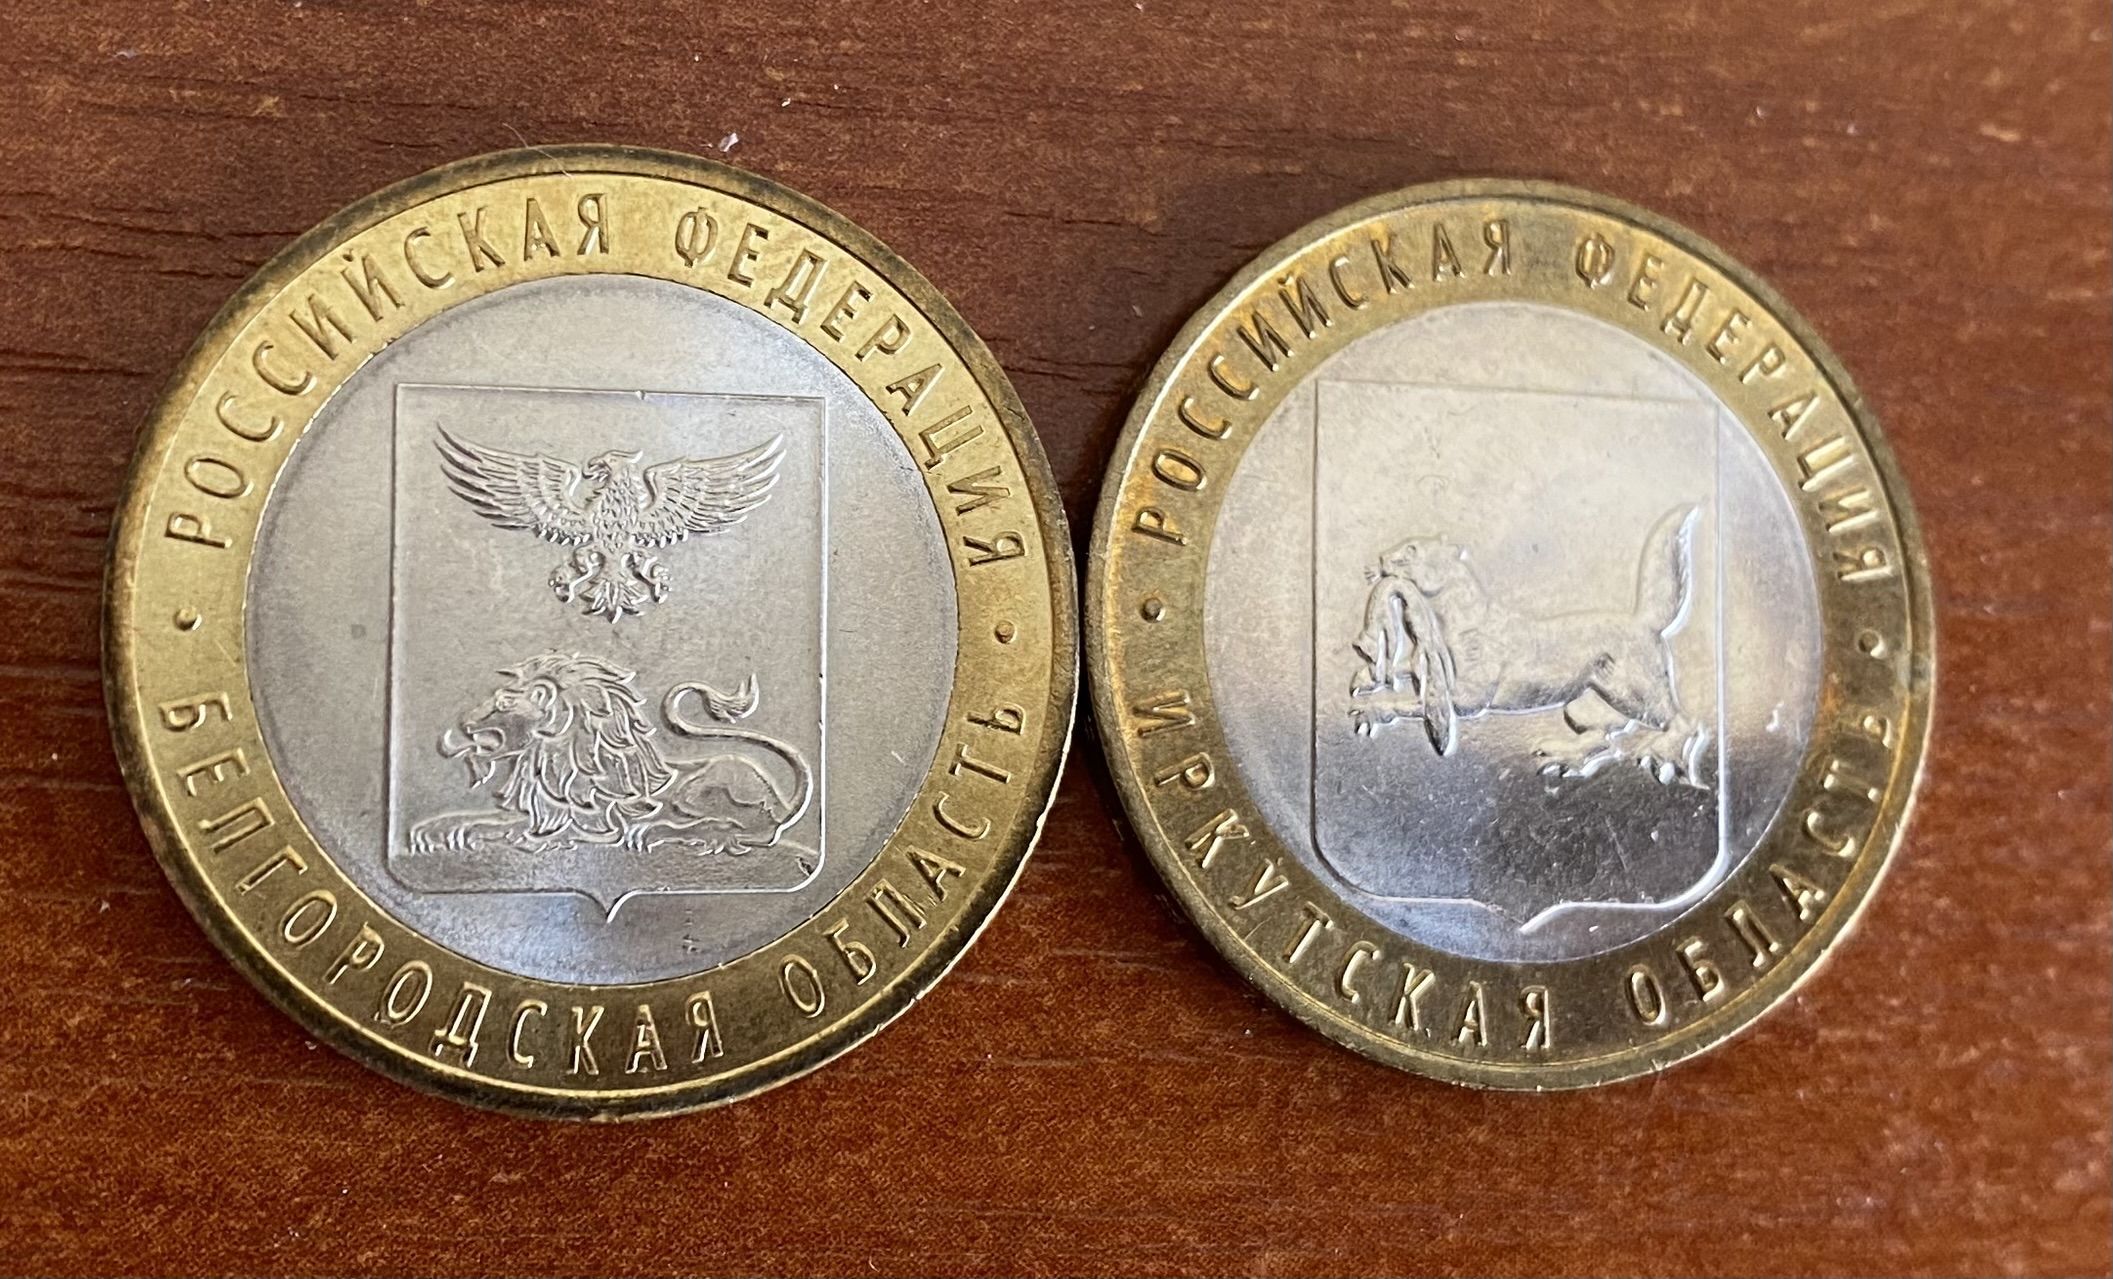 РОССИЙСКАЯ ФЕДЕРАЦИЯ
• БЕЛГОРОДСКАЯ ОБЛАСТЬ •
РОССИЙСКАЯ ФЕДЕРАЦИЯ
• ИРКУТСКАЯ ОБЛАСТЬ •